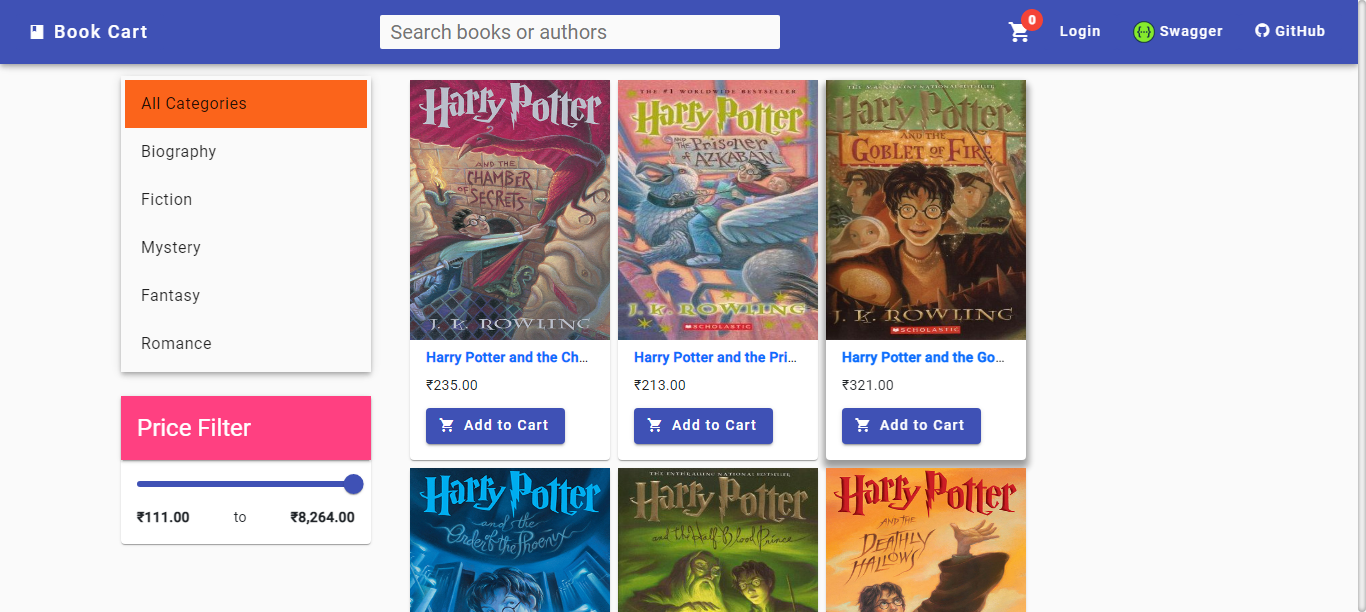 Book Cart
Search books or authors
0
Login
Swagger
GitHub
All Categories
Biography
Fiction
Mystery
Fantasy
Romance
Price Filter
₹111.00 to ₹8,264.00
Harry Potter
AND THE
CHAMBER
OF
SECRETS
J. K. ROWLING
Harry Potter and the Ch...
₹235.00
Add to Cart
THE #1 WORLDWIDE BESTSELLER
Harry Potter
AND THE
Prisoner
of
AZKABAN
J. K. ROWLING
SCHOLASTIC
Harry Potter and the Pri...
₹213.00
Add to Cart
Harry Potter
AND THE
GOBLET OF FIRE
J. K. ROWLING
SCHOLASTIC
Harry Potter and the Go...
₹321.00
Add to Cart
Harry Potter
and the
Order of the Phoenix
Harry Potter
and the Half-Blood Prince
Harry Potter
AND THE
DEATHLY
HALLOWS